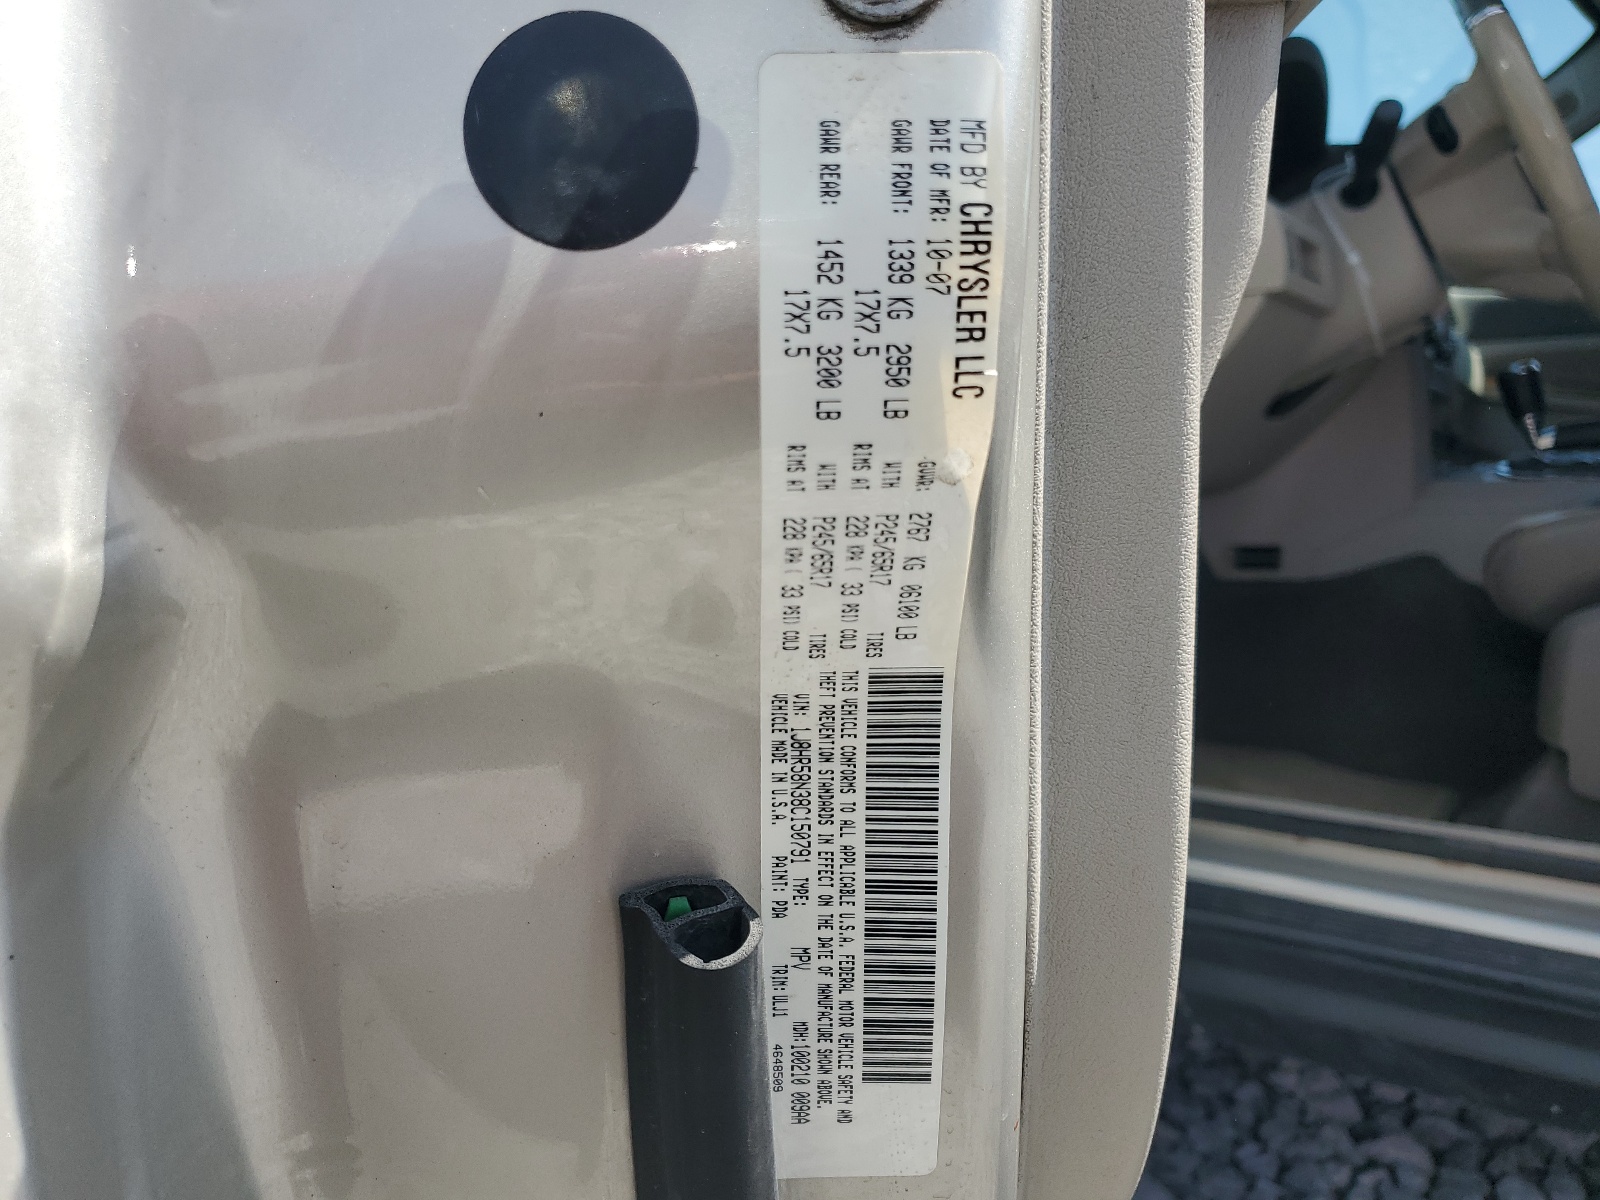 MFD BY CHRYSLER LLC
DATE OF MFR: 10-07 GVWR: 2767 KG 06100 LB
GAWR FRONT: 1339 KG 2950 LB WITH P245/65R17 TIRES
17X7.5 RIMS AT 228 KPA ( 33 PSI) COLD
GAWR REAR: 1452 KG 3200 LB WITH P245/65R17 TIRES
17X7.5 RIMS AT 228 KPA ( 33 PSI) COLD
THIS VEHICLE CONFORMS TO ALL APPLICABLE U.S.A. FEDERAL MOTOR VEHICLE SAFETY AND
THEFT PREVENTION STANDARDS IN EFFECT ON THE DATE OF MANUFACTURE SHOWN ABOVE.
VIN: 1J8HR58N38C150791 TYPE: MPV MDH:100210 009AA
VEHICLE MADE IN U.S.A. PAINT: PDA TRIM: ULJ1 4648509